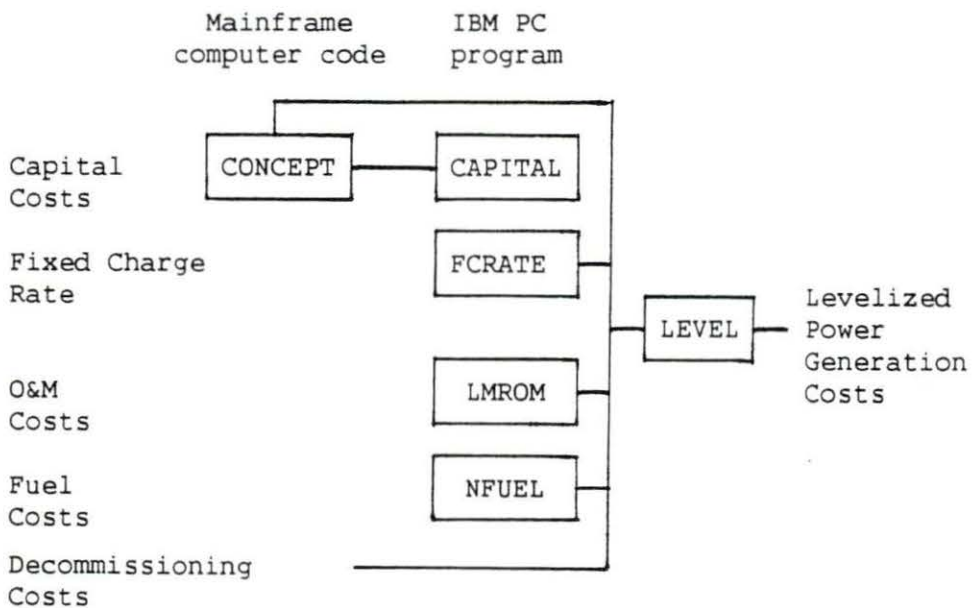 Mainframe
computer code
IBM PC
program
Capital
Costs
CONCEPT
CAPITAL
Fixed Charge
Rate
FCRATE
LEVEL
Levelized
Power
Generation
Costs
O&M
Costs
LMROM
Fuel
Costs
NFUEL
Decommissioning
Costs